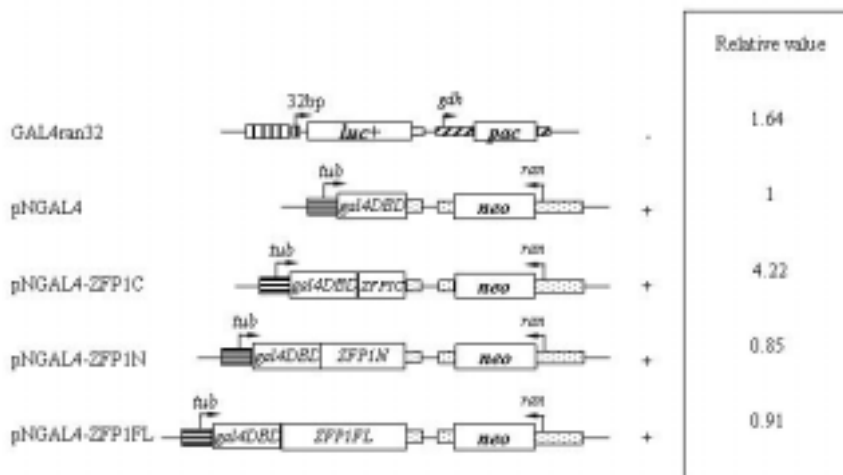 Relative value
32bp gdh
GAL4ran32 luc+ pac - 1.64
tub ran
pNGAL4 gal4DBD neo + 1
tub ran
pNGAL4-ZFP1C gal4DBD ZFP1C neo + 4.22
tub ran
pNGAL4-ZFP1N gal4DBD ZFP1N neo + 0.85
tub ran
pNGAL4-ZFP1FL gal4DBD ZFP1FL neo + 0.91